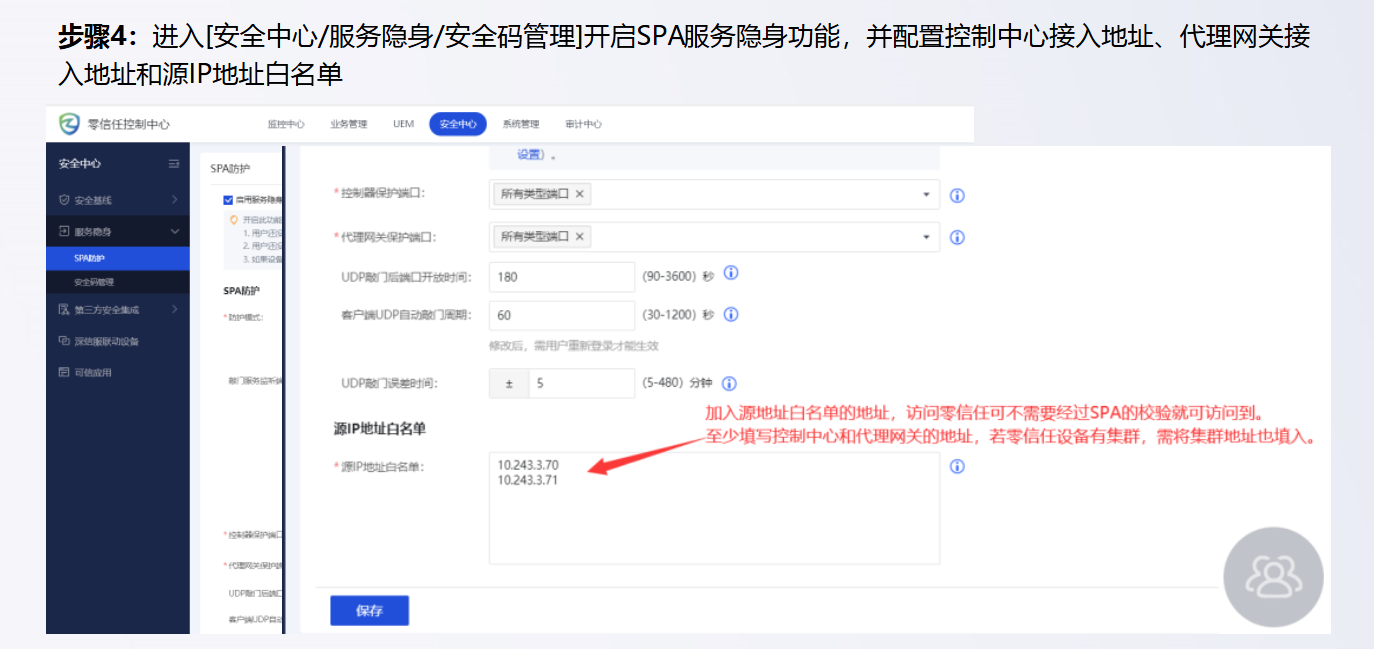 步骤4：进入[安全中心/服务隐身/安全码管理]开启SPA服务隐身功能，并配置控制中心接入地址、代理网关接
入地址和源IP地址白名单
零信任控制中心
监控中心 业务管理 UEM 安全中心 系统管理 审计中心
安全中心
安全基线
服务隐身
SPA防护
安全码管理
第三方安全集成
深信服联动设备
可信应用
SPA防护
启用服务隐身
开启此功能
1. 用户还没
2. 用户还没
3. 如果设备
SPA防护
*防护模式：
敲门服务监听端
*控制器保护端口
*代理网关保护端
UDP敲门后端口
客户端UDP自动
设置）。
*控制器保护端口： 所有类型端口 ×
*代理网关保护端口： 所有类型端口 ×
UDP敲门后端口开放时间： 180 (90-3600) 秒
客户端UDP自动敲门周期： 60 (30-1200) 秒
修改后，需用户重新登录才能生效
UDP敲门误差时间： ± 5 (5-480) 分钟
加入源地址白名单的地址，访问零信任可不需要经过SPA的校验就可访问到。
至少填写控制中心和代理网关的地址，若零信任设备有集群，需将集群地址也填入。
源IP地址白名单
*源IP地址白名单： 10.243.3.70
10.243.3.71
保存